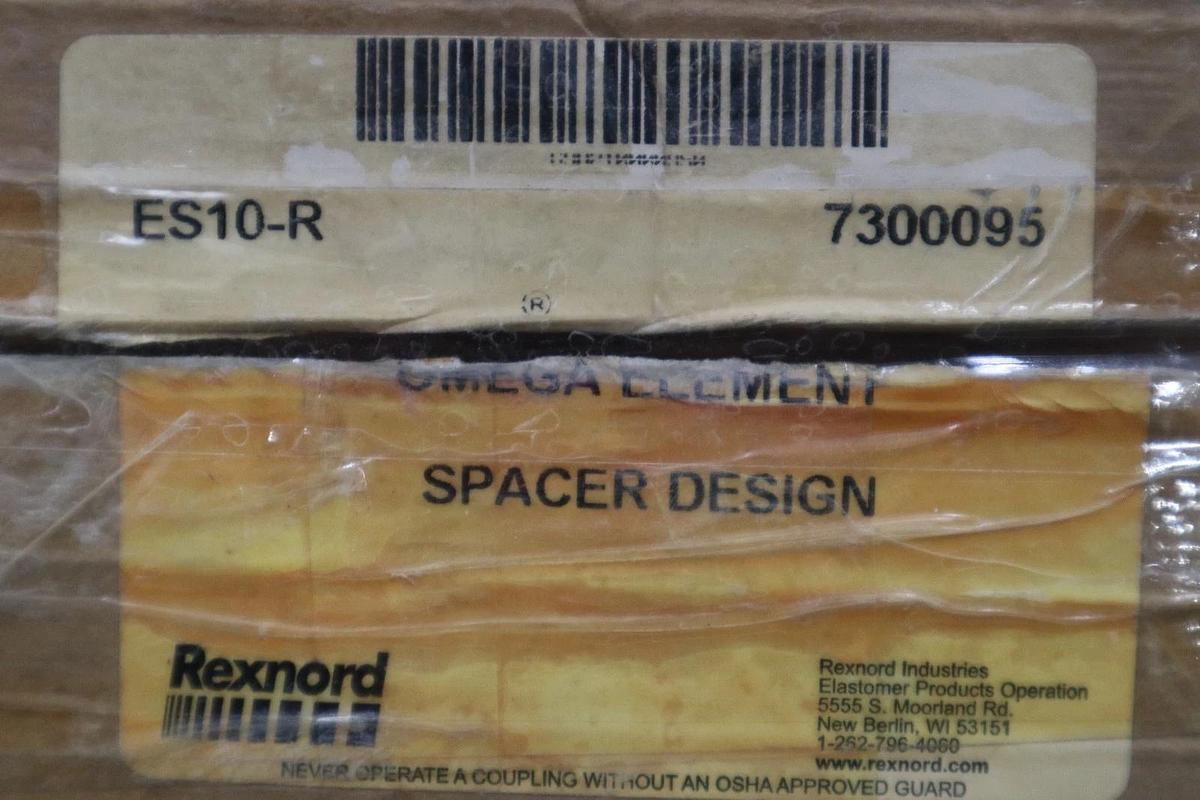 ES10-R 7300095
®
OMEGA ELEMENT
SPACER DESIGN
Rexnord
Rexnord Industries
Elastomer Products Operation
5555 S. Moorland Rd.
New Berlin, WI 53151
1-262-796-4060
www.rexnord.com
NEVER OPERATE A COUPLING WITHOUT AN OSHA APPROVED GUARD